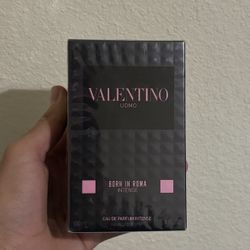 VALENTINO
UOMO
BORN IN ROMA
INTENSE
EAU DE PARFUM INTENSE